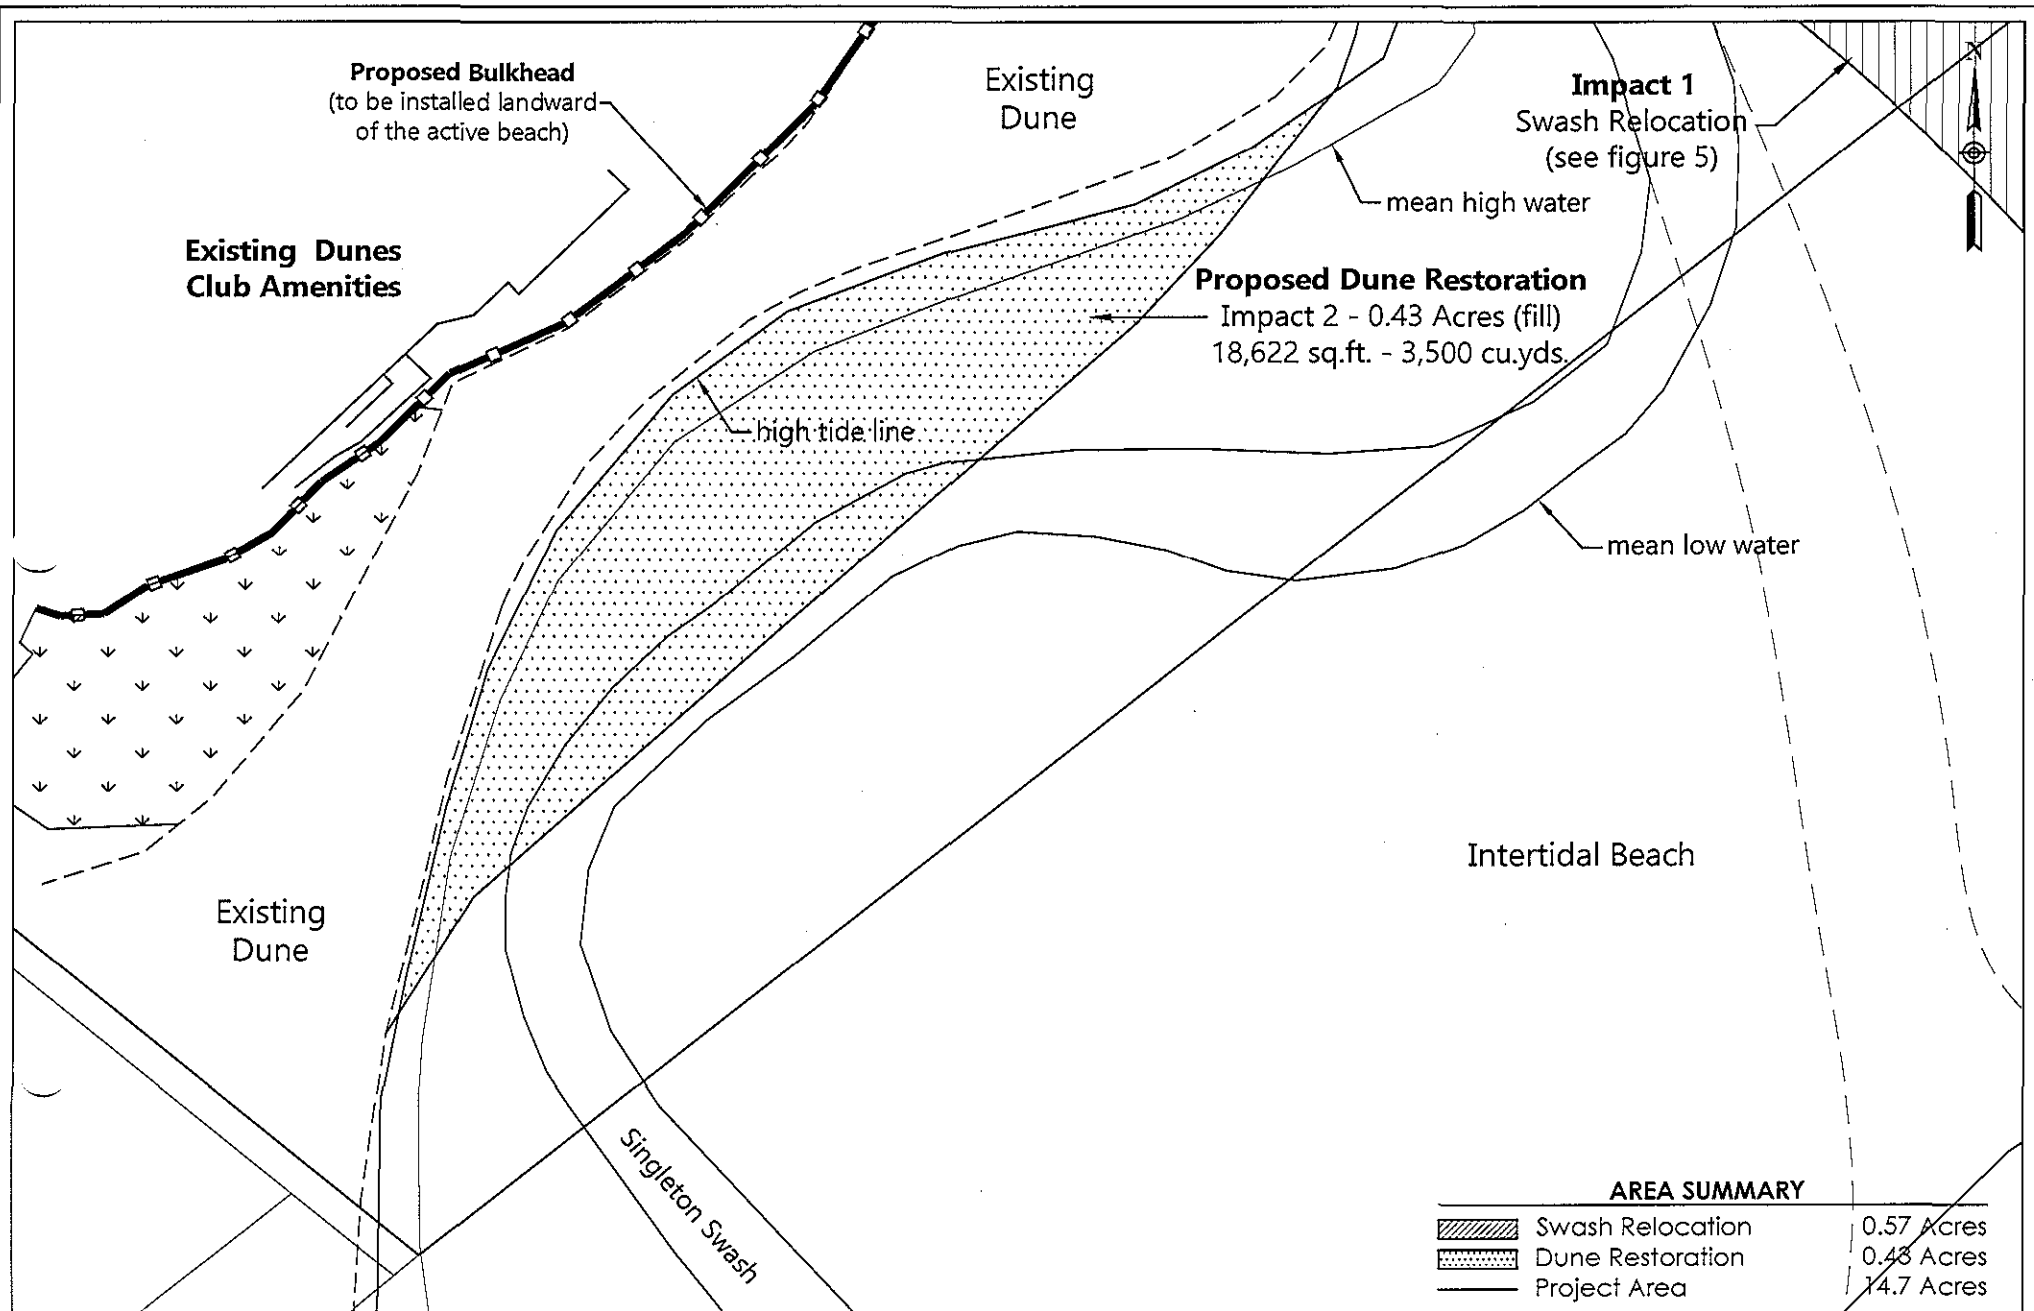 Proposed Bulkhead
(to be installed landward
of the active beach)
Existing
Dune
Impact 1
Swash Relocation
(see figure 5)
N
mean high water
Existing Dunes
Club Amenities
Proposed Dune Restoration
Impact 2 - 0.43 Acres (fill)
18,622 sq.ft. - 3,500 cu.yds.
high tide line
mean low water
Intertidal Beach
Existing
Dune
Singleton Swash
AREA SUMMARY
Swash Relocation 0.57 Acres
Dune Restoration 0.43 Acres
Project Area 14.7 Acres